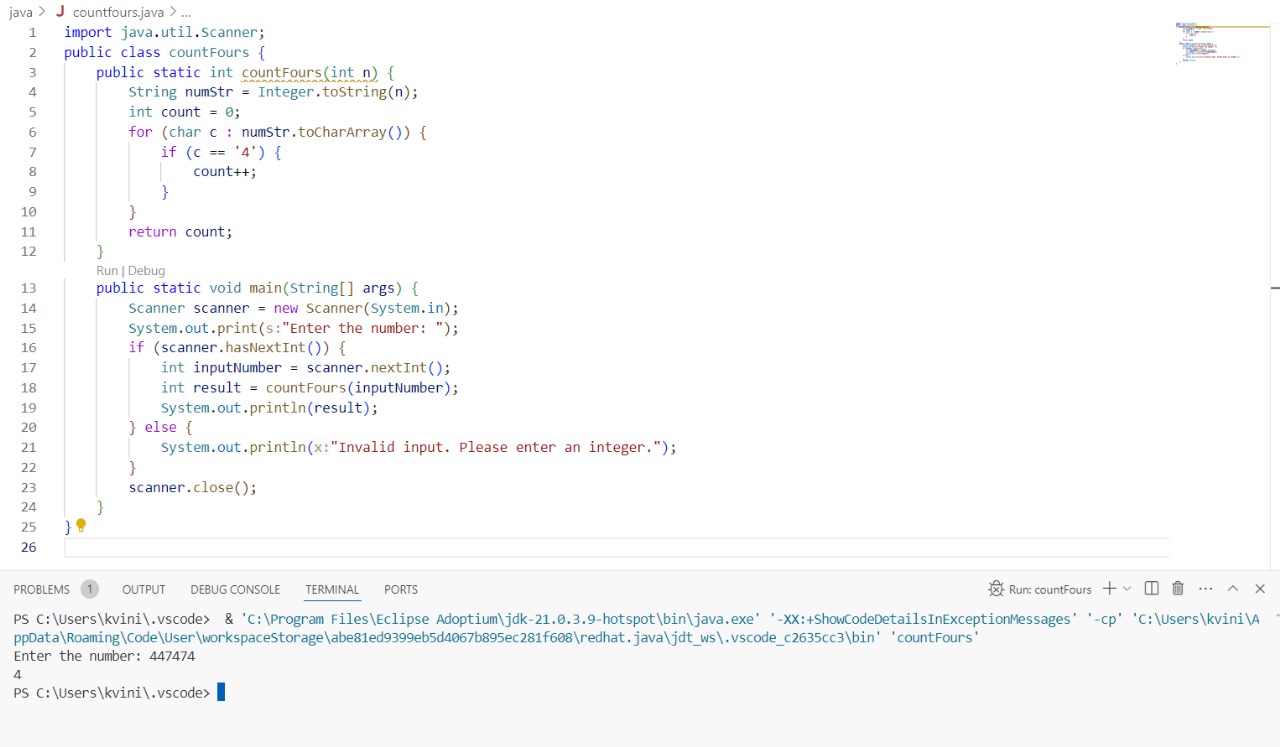 java > J countfours.java > ...
1 import java.util.Scanner;
2 public class countFours {
3 public static int countFours(int n) {
4 String numStr = Integer.toString(n);
5 int count = 0;
6 for (char c : numStr.toCharArray()) {
7 if (c == '4') {
8 count++;
9 }
10 }
11 return count;
12 }
Run | Debug
13 public static void main(String[] args) {
14 Scanner scanner = new Scanner(System.in);
15 System.out.print(s:"Enter the number: ");
16 if (scanner.hasNextInt()) {
17 int inputNumber = scanner.nextInt();
18 int result = countFours(inputNumber);
19 System.out.println(result);
20 } else {
21 System.out.println(x:"Invalid input. Please enter an integer.");
22 }
23 scanner.close();
24 }
25 }
26
PROBLEMS 1 OUTPUT DEBUG CONSOLE TERMINAL PORTS Run: countFours
PS C:\Users\kvini\.vscode> & 'C:\Program Files\Eclipse Adoptium\jdk-21.0.3.9-hotspot\bin\java.exe' '-XX:+ShowCodeDetailsInExceptionMessages' '-cp' 'C:\Users\kvini\A
ppData\Roaming\Code\User\workspaceStorage\abe81ed9399eb5d4067b895ec281f608\redhat.java\jdt_ws\.vscode_c2635cc3\bin' 'countFours'
Enter the number: 447474
4
PS C:\Users\kvini\.vscode>